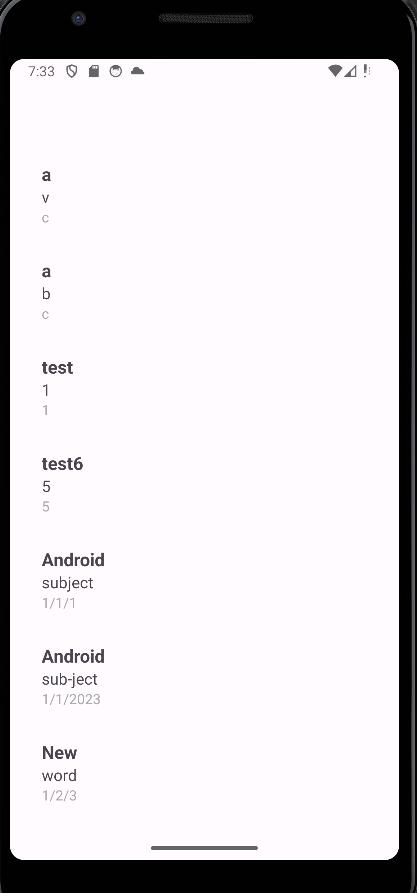 7:33
a
v
c
a
b
c
test
1
1
test6
5
5
Android
subject
1/1/1
Android
sub-ject
1/1/2023
New
word
1/2/3